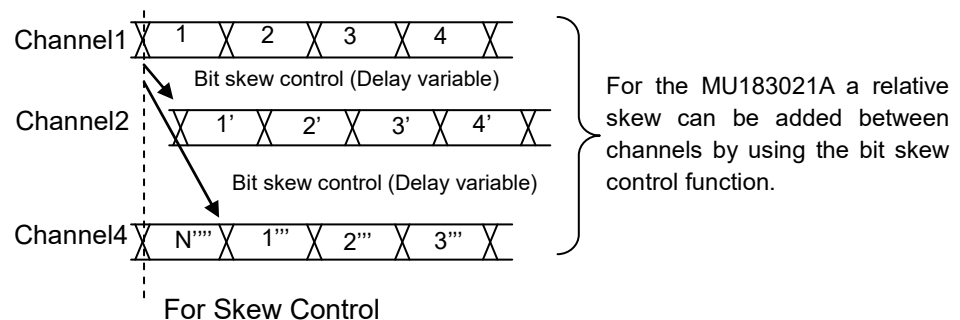 Channel1 1 2 3 4
Bit skew control (Delay variable)
Channel2 1' 2' 3' 4'
Bit skew control (Delay variable)
Channel4 N'''' 1''' 2''' 3'''
For Skew Control
For the MU183021A a relative
skew can be added between
channels by using the bit skew
control function.